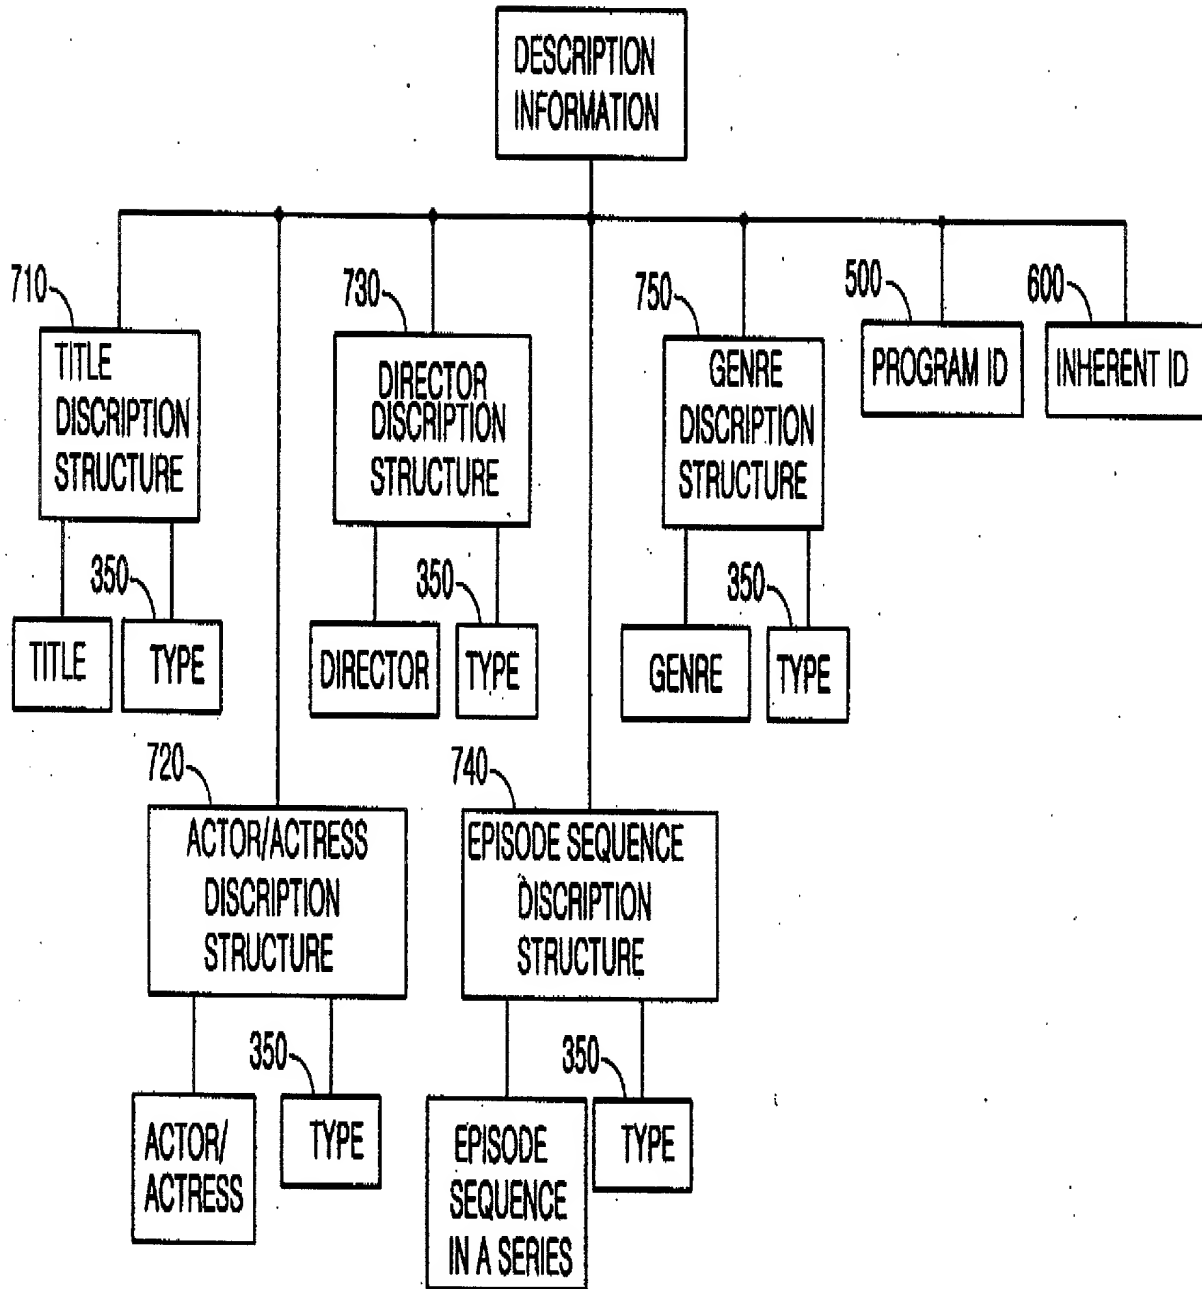 DESCRIPTION
INFORMATION
710
730
750
500
600
TITLE
DISCRIPTION
STRUCTURE
DIRECTOR
DISCRIPTION
STRUCTURE
GENRE
DISCRIPTION
STRUCTURE
PROGRAM ID
INHERENT ID
350
350
350
TITLE
TYPE
DIRECTOR
TYPE
GENRE
TYPE
720
740
ACTOR/ACTRESS
DISCRIPTION
STRUCTURE
EPISODE SEQUENCE
DISCRIPTION
STRUCTURE
350
350
ACTOR/
ACTRESS
TYPE
EPISODE
SEQUENCE
IN A SERIES
TYPE